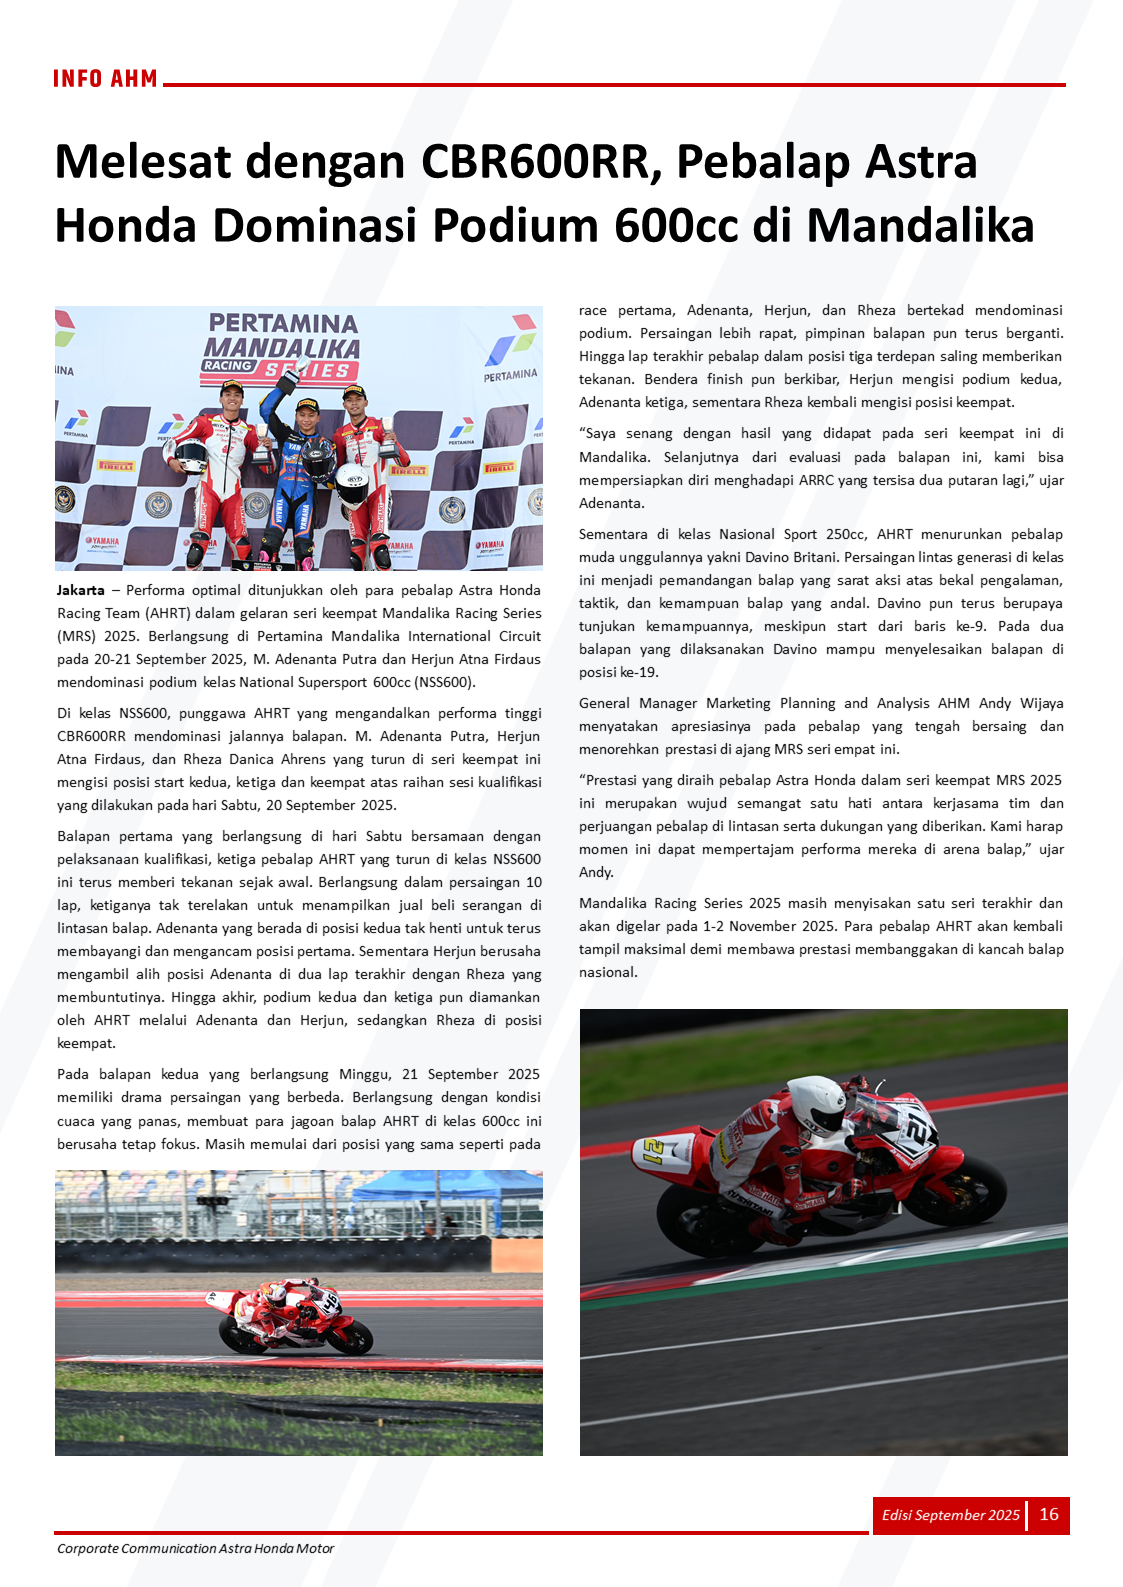 INFO AHM
Melesat dengan CBR600RR, Pebalap Astra
Honda Dominasi Podium 600cc di Mandalika
PERTAMINA
MANDALIKA
RACING SERIES
PERTAMINA
PERTAMINA
PERTAMINA
PIRELLI
PIRELLI
PIRELLI
YAMAHA
YAMAHA
YAMAHA
Jakarta – Performa optimal ditunjukkan oleh para pebalap Astra Honda
Racing Team (AHRT) dalam gelaran seri keempat Mandalika Racing Series
(MRS) 2025. Berlangsung di Pertamina Mandalika International Circuit
pada 20-21 September 2025, M. Adenanta Putra dan Herjun Atna Firdaus
mendominasi podium kelas National Supersport 600cc (NSS600).
Di kelas NSS600, punggawa AHRT yang mengandalkan performa tinggi
CBR600RR mendominasi jalannya balapan. M. Adenanta Putra, Herjun
Atna Firdaus, dan Rheza Danica Ahrens yang turun di seri keempat ini
mengisi posisi start kedua, ketiga dan keempat atas raihan sesi kualifikasi
yang dilakukan pada hari Sabtu, 20 September 2025.
Balapan pertama yang berlangsung di hari Sabtu bersamaan dengan
pelaksanaan kualifikasi, ketiga pebalap AHRT yang turun di kelas NSS600
ini terus memberi tekanan sejak awal. Berlangsung dalam persaingan 10
lap, ketiganya tak terelakan untuk menampilkan jual beli serangan di
lintasan balap. Adenanta yang berada di posisi kedua tak henti untuk terus
membayangi dan mengancam posisi pertama. Sementara Herjun berusaha
mengambil alih posisi Adenanta di dua lap terakhir dengan Rheza yang
membuntutinya. Hingga akhir, podium kedua dan ketiga pun diamankan
oleh AHRT melalui Adenanta dan Herjun, sedangkan Rheza di posisi
keempat.
Pada balapan kedua yang berlangsung Minggu, 21 September 2025
memiliki drama persaingan yang berbeda. Berlangsung dengan kondisi
cuaca yang panas, membuat para jagoan balap AHRT di kelas 600cc ini
berusaha tetap fokus. Masih memulai dari posisi yang sama seperti pada
46
race pertama, Adenanta, Herjun, dan Rheza bertekad mendominasi
podium. Persaingan lebih rapat, pimpinan balapan pun terus berganti.
Hingga lap terakhir pebalap dalam posisi tiga terdepan saling memberikan
tekanan. Bendera finish pun berkibar, Herjun mengisi podium kedua,
Adenanta ketiga, sementara Rheza kembali mengisi posisi keempat.
“Saya senang dengan hasil yang didapat pada seri keempat ini di
Mandalika. Selanjutnya dari evaluasi pada balapan ini, kami bisa
mempersiapkan diri menghadapi ARRC yang tersisa dua putaran lagi,” ujar
Adenanta.
Sementara di kelas Nasional Sport 250cc, AHRT menurunkan pebalap
muda unggulannya yakni Davino Britani. Persaingan lintas generasi di kelas
ini menjadi pemandangan balap yang sarat aksi atas bekal pengalaman,
taktik, dan kemampuan balap yang andal. Davino pun terus berupaya
tunjukan kemampuannya, meskipun start dari baris ke-9. Pada dua
balapan yang dilaksanakan Davino mampu menyelesaikan balapan di
posisi ke-19.
General Manager Marketing Planning and Analysis AHM Andy Wijaya
menyatakan apresiasinya pada pebalap yang tengah bersaing dan
menorehkan prestasi di ajang MRS seri empat ini.
“Prestasi yang diraih pebalap Astra Honda dalam seri keempat MRS 2025
ini merupakan wujud semangat satu hati antara kerjasama tim dan
perjuangan pebalap di lintasan serta dukungan yang diberikan. Kami harap
momen ini dapat mempertajam performa mereka di arena balap,” ujar
Andy.
Mandalika Racing Series 2025 masih menyisakan satu seri terakhir dan
akan digelar pada 1-2 November 2025. Para pebalap AHRT akan kembali
tampil maksimal demi membawa prestasi membanggakan di kancah balap
nasional.
21
21
Edisi September 2025 16
Corporate Communication Astra Honda Motor